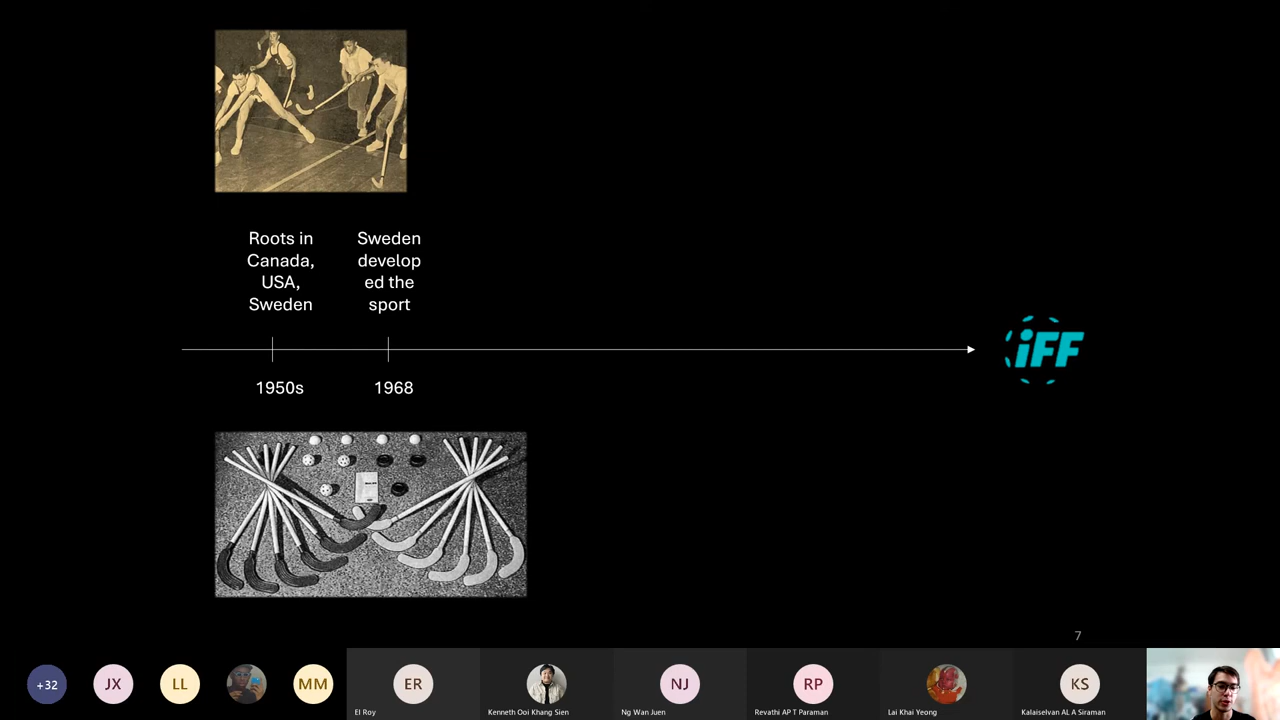 Roots in
Canada,
USA,
Sweden
Sweden
develop
ed the
sport
iFF
1950s
1968
7
+32
JX
LL
MM
ER
El Roy
Kenneth Ooi Khang Sien
NJ
Ng Wan Juen
RP
Revathi AP T Paraman
Lai Khai Yeong
KS
Kalaiselvan AL A Siraman